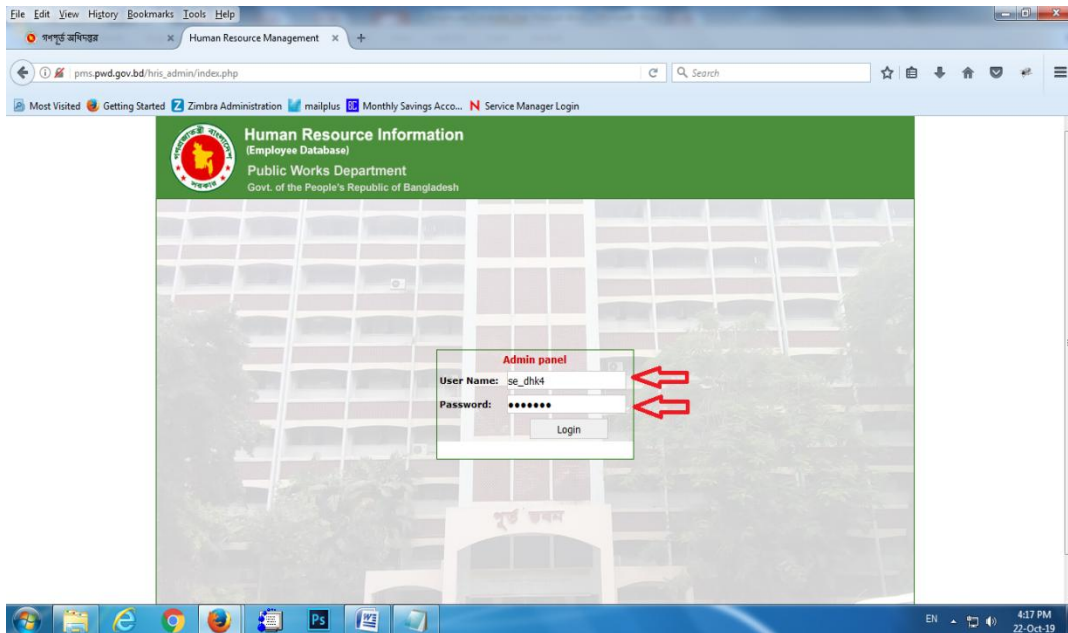 File Edit View History Bookmarks Tools Help
গণপূর্ত অধিদপ্তর
Human Resource Management
prms.pwd.gov.bd/hris_admin/index.php
Search
Most Visited Getting Started Zimbra Administration mailplus Monthly Savings Acco... Service Manager Login
Human Resource Information
(Employee Database)
Public Works Department
Govt. of the People's Republic of Bangladesh
Admin panel
User Name: se_dhk4
Password: •••••••
Login
পূর্ত ভবন
EN
4:17 PM
22-Oct-19